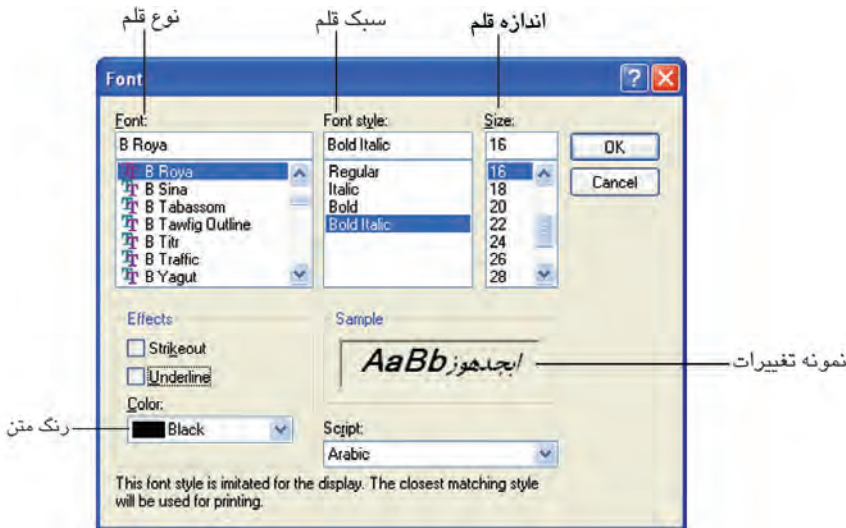 نوع قلم
سبک قلم
اندازه قلم
Font
Font:
Font style:
Size:
B Roya
Bold Italic
16
OK
Cancel
B Roya
B Sina
B Tabassom
B Tawfig Outline
B Titr
B Traffic
B Yagut
Regular
Italic
Bold
Bold Italic
16
18
20
22
24
26
28
Effects
Strikeout
Underline
Color:
Black
رنگ متن
Sample
AaBbابجدهوز
نمونه تغییرات
Script:
Arabic
This font style is imitated for the display. The closest matching style
will be used for printing.